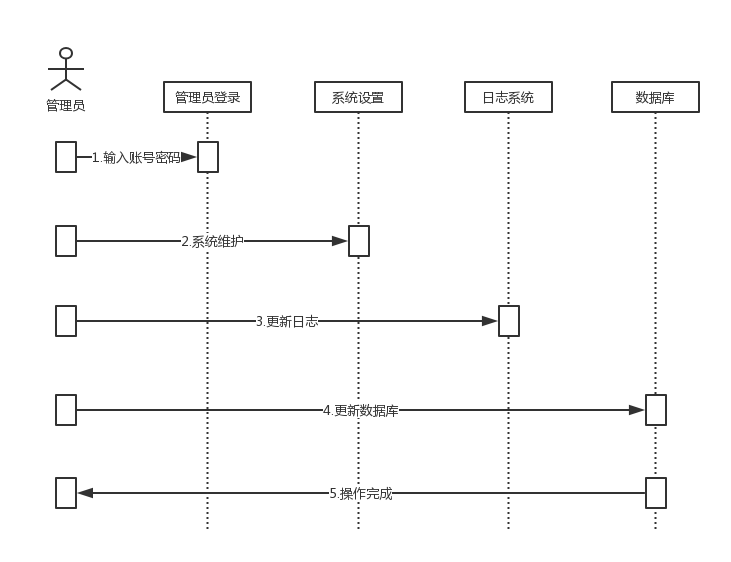 管理员
管理员登录
系统设置
日志系统
数据库
1.输入账号密码
2.系统维护
3.更新日志
4.更新数据库
5.操作完成